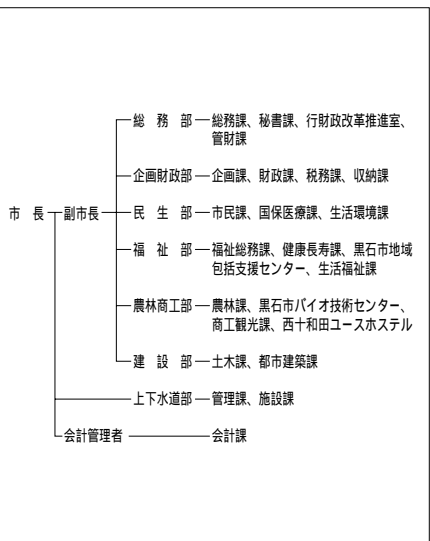 総　務　部 総務課、秘書課、行財政改革推進室、
管財課
企画財政部 企画課、財政課、税務課、収納課
市　長 副市長 民　生　部 市民課、国保医療課、生活環境課
福　祉　部 福祉総務課、健康長寿課、黒石市地域
包括支援センター、生活福祉課
農林商工部 農林課、黒石市バイオ技術センター、
商工観光課、西十和田ユースホステル
建　設　部 土木課、都市建築課
上下水道部 管理課、施設課
会計管理者 会計課